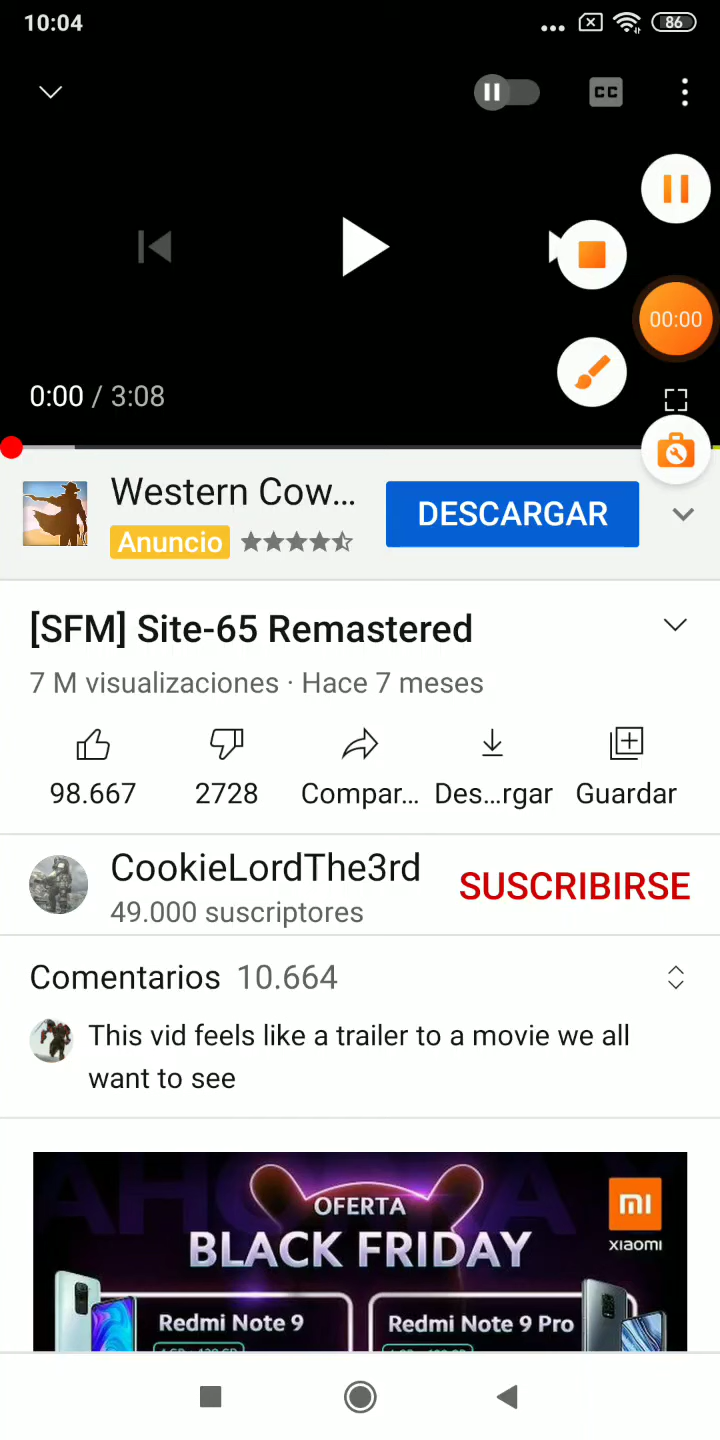 10:04
86
CC
00:00
0:00 / 3:08
Western Cow...
DESCARGAR
Anuncio
[SFM] Site-65 Remastered
7 M visualizaciones · Hace 7 meses
98.667
2728
Compar...
Des...rgar
Guardar
CookieLordThe3rd
SUSCRIBIRSE
49.000 suscriptores
Comentarios 10.664
This vid feels like a trailer to a movie we all
want to see
OFERTA
BLACK FRIDAY
mi
XIAOMI
Redmi Note 9
Redmi Note 9 Pro